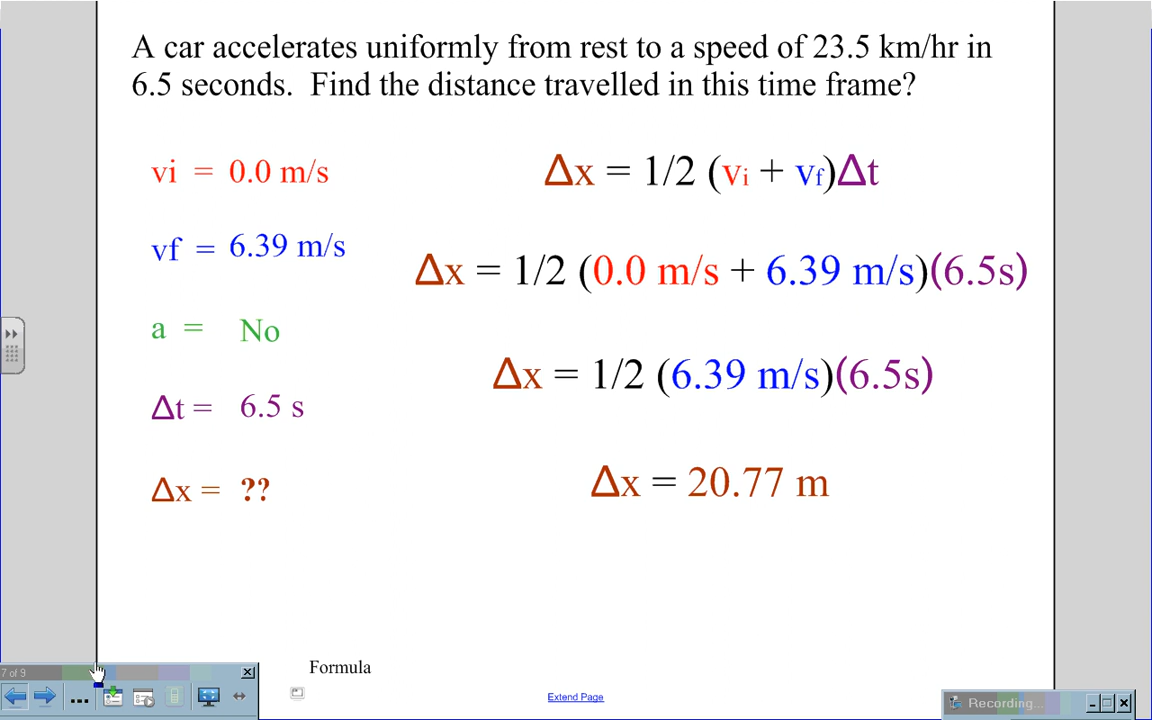 A car accelerates uniformly from rest to a speed of 23.5 km/hr in
6.5 seconds.  Find the distance travelled in this time frame?
vi = 0.0 m/s
vf = 6.39 m/s
a = No
Δt = 6.5 s
Δx = ??
Δx = 1/2 (vi + vf)Δt
Δx = 1/2 (0.0 m/s + 6.39 m/s)(6.5s)
Δx = 1/2 (6.39 m/s)(6.5s)
Δx = 20.77 m
7 of 9
Formula
Extend Page
Recording...